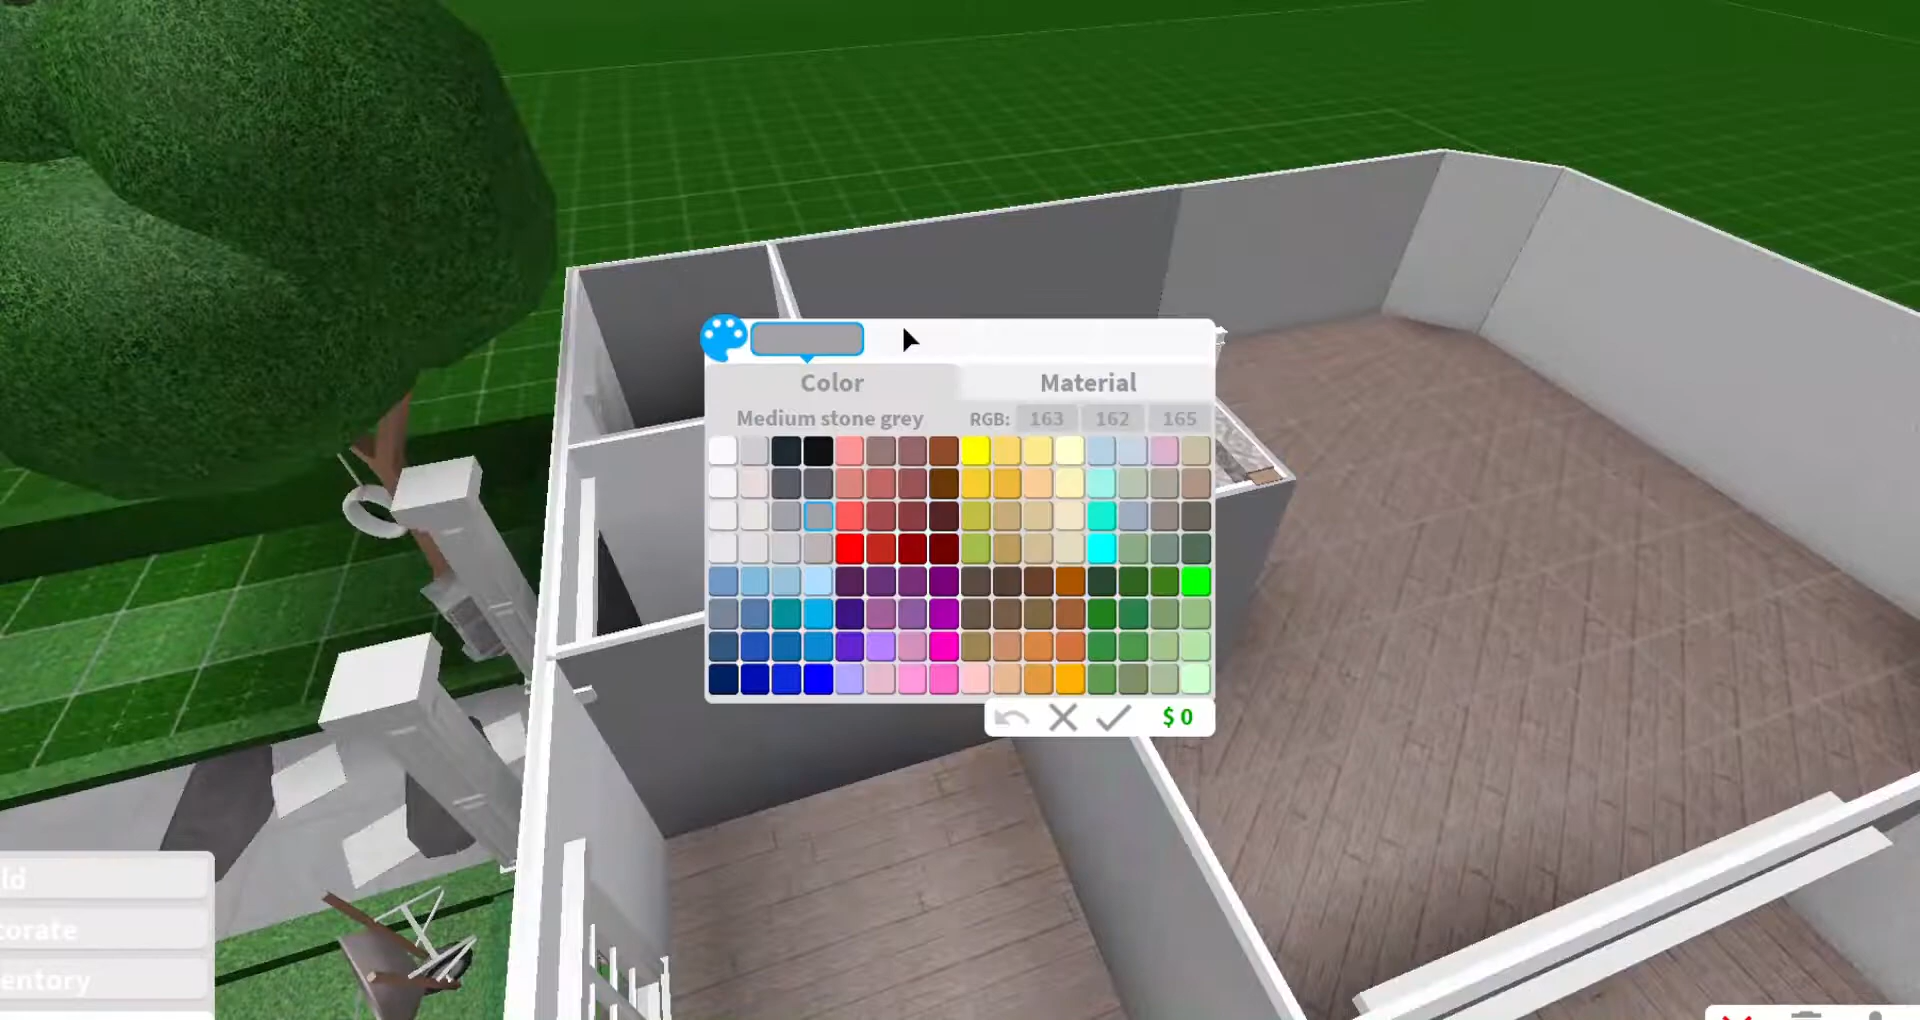 Color
Material
Medium stone grey
RGB: 163 162 165
$ 0
ld
orate
entory